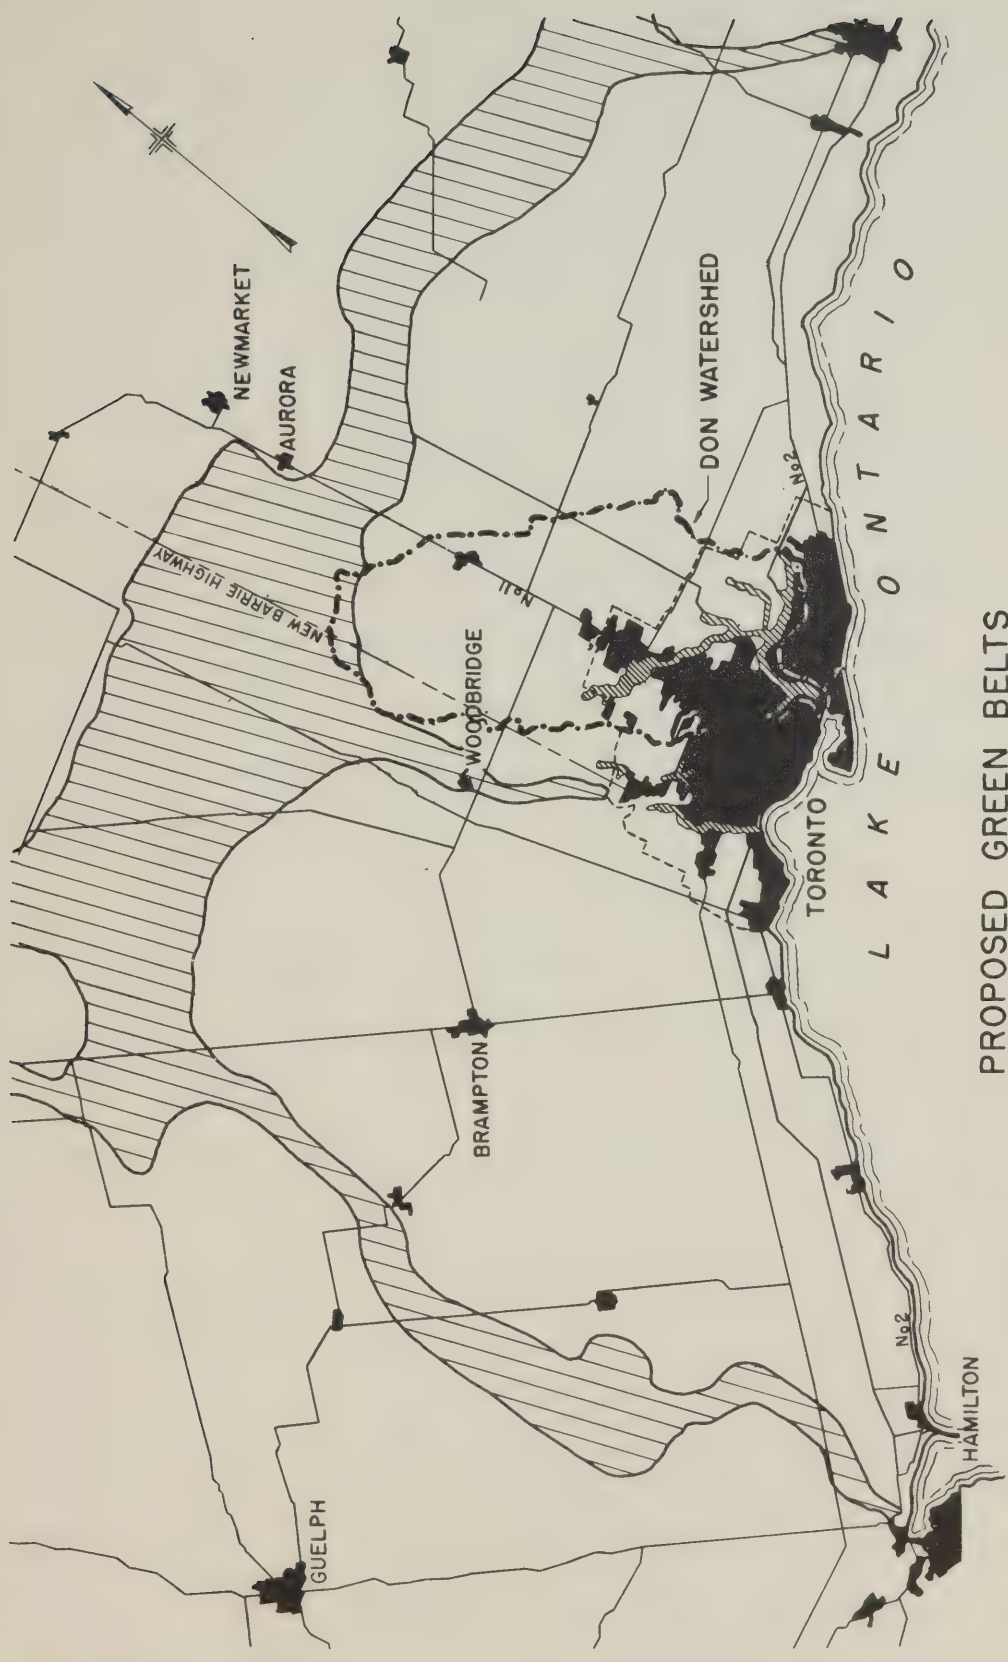 NEWMARKET
AURORA
NEW BARRIE HIGHWAY
DON WATERSHED
No 11
No 2
WOODBRIDGE
TORONTO
LAKE ONTARIO
BRAMPTON
GUELPH
No 2
HAMILTON
PROPOSED GREEN BELTS